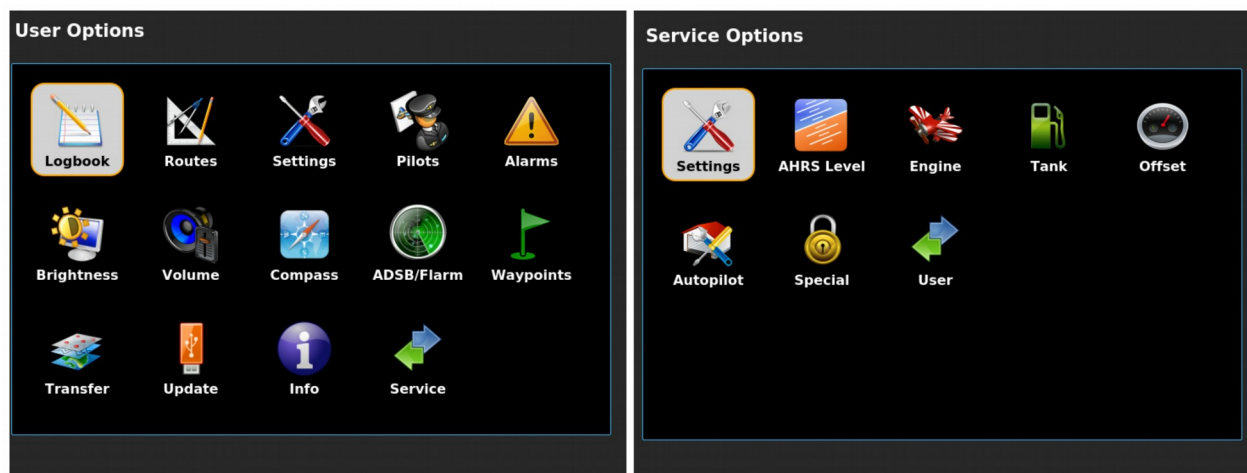 User Options
Logbook
Routes
Settings
Pilots
Alarms
Brightness
Volume
Compass
ADSB/Flarm
Waypoints
Transfer
Update
Info
Service
Service Options
Settings
AHRS Level
Engine
Tank
Offset
Autopilot
Special
User